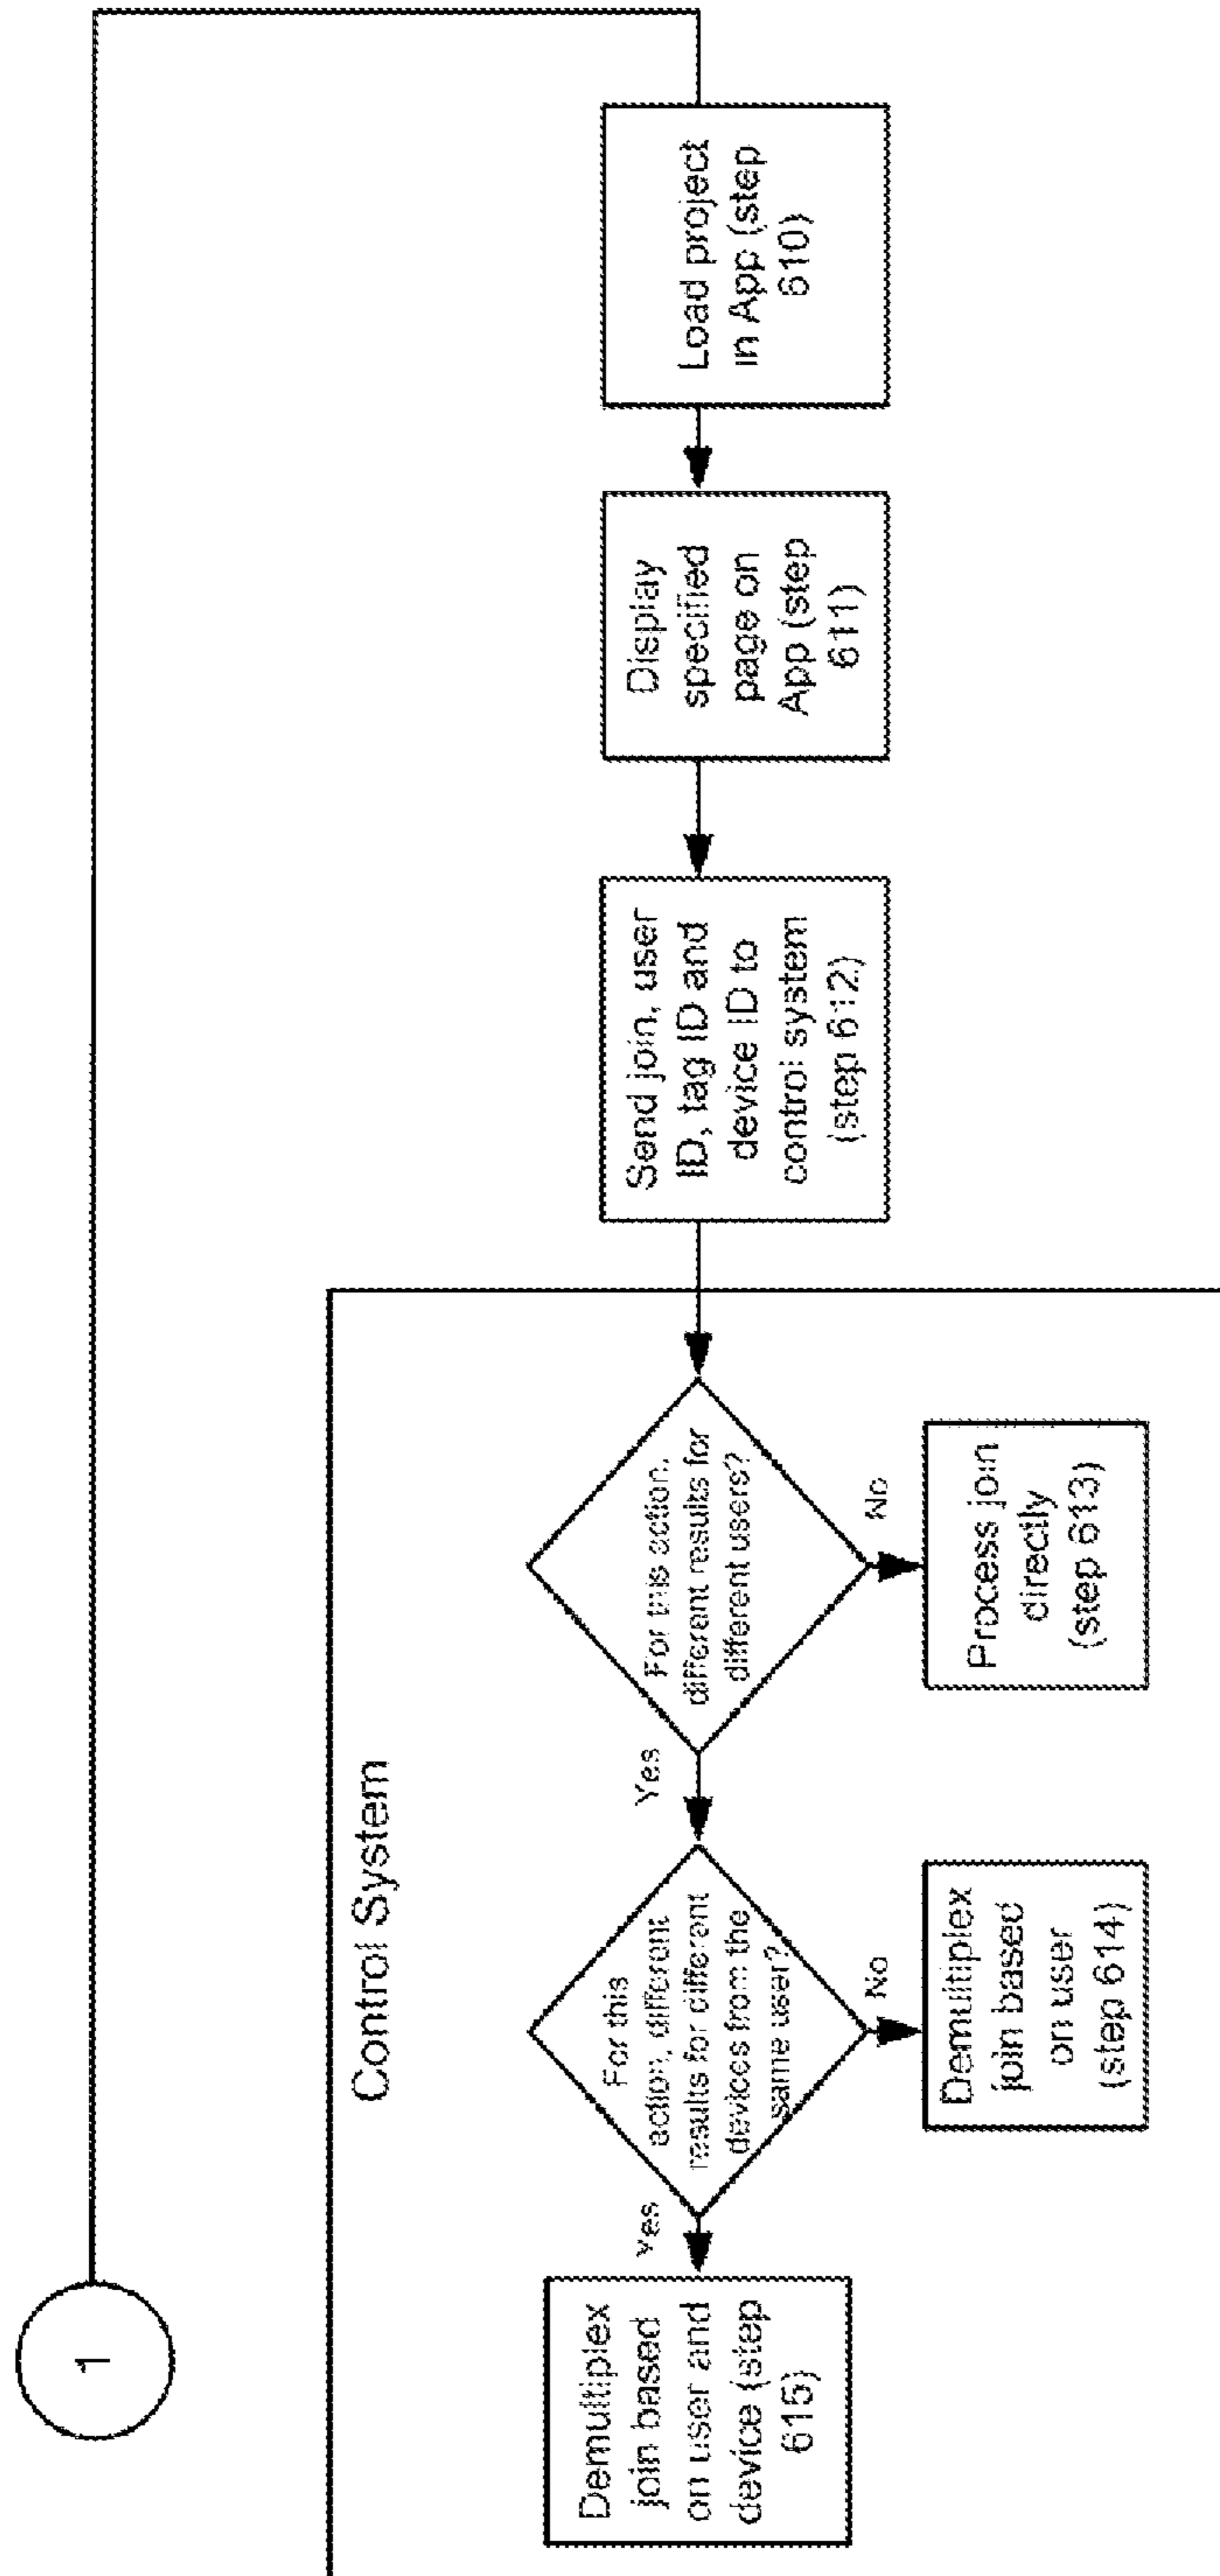 1
Load project
in App (step
610)
Display
specified
page on
App (step
611)
Send join, user
ID, tag ID and
device ID to
control system
(step 612)
Control System
For this action,
different results for
different users?
No
Process join
directly
(step 613)
Yes
For this
action, different
results for different
devices from the
same user?
No
Demultiplex
join based
on user
(step 614)
Yes
Demultiplex
join based
on user and
device (step
615)